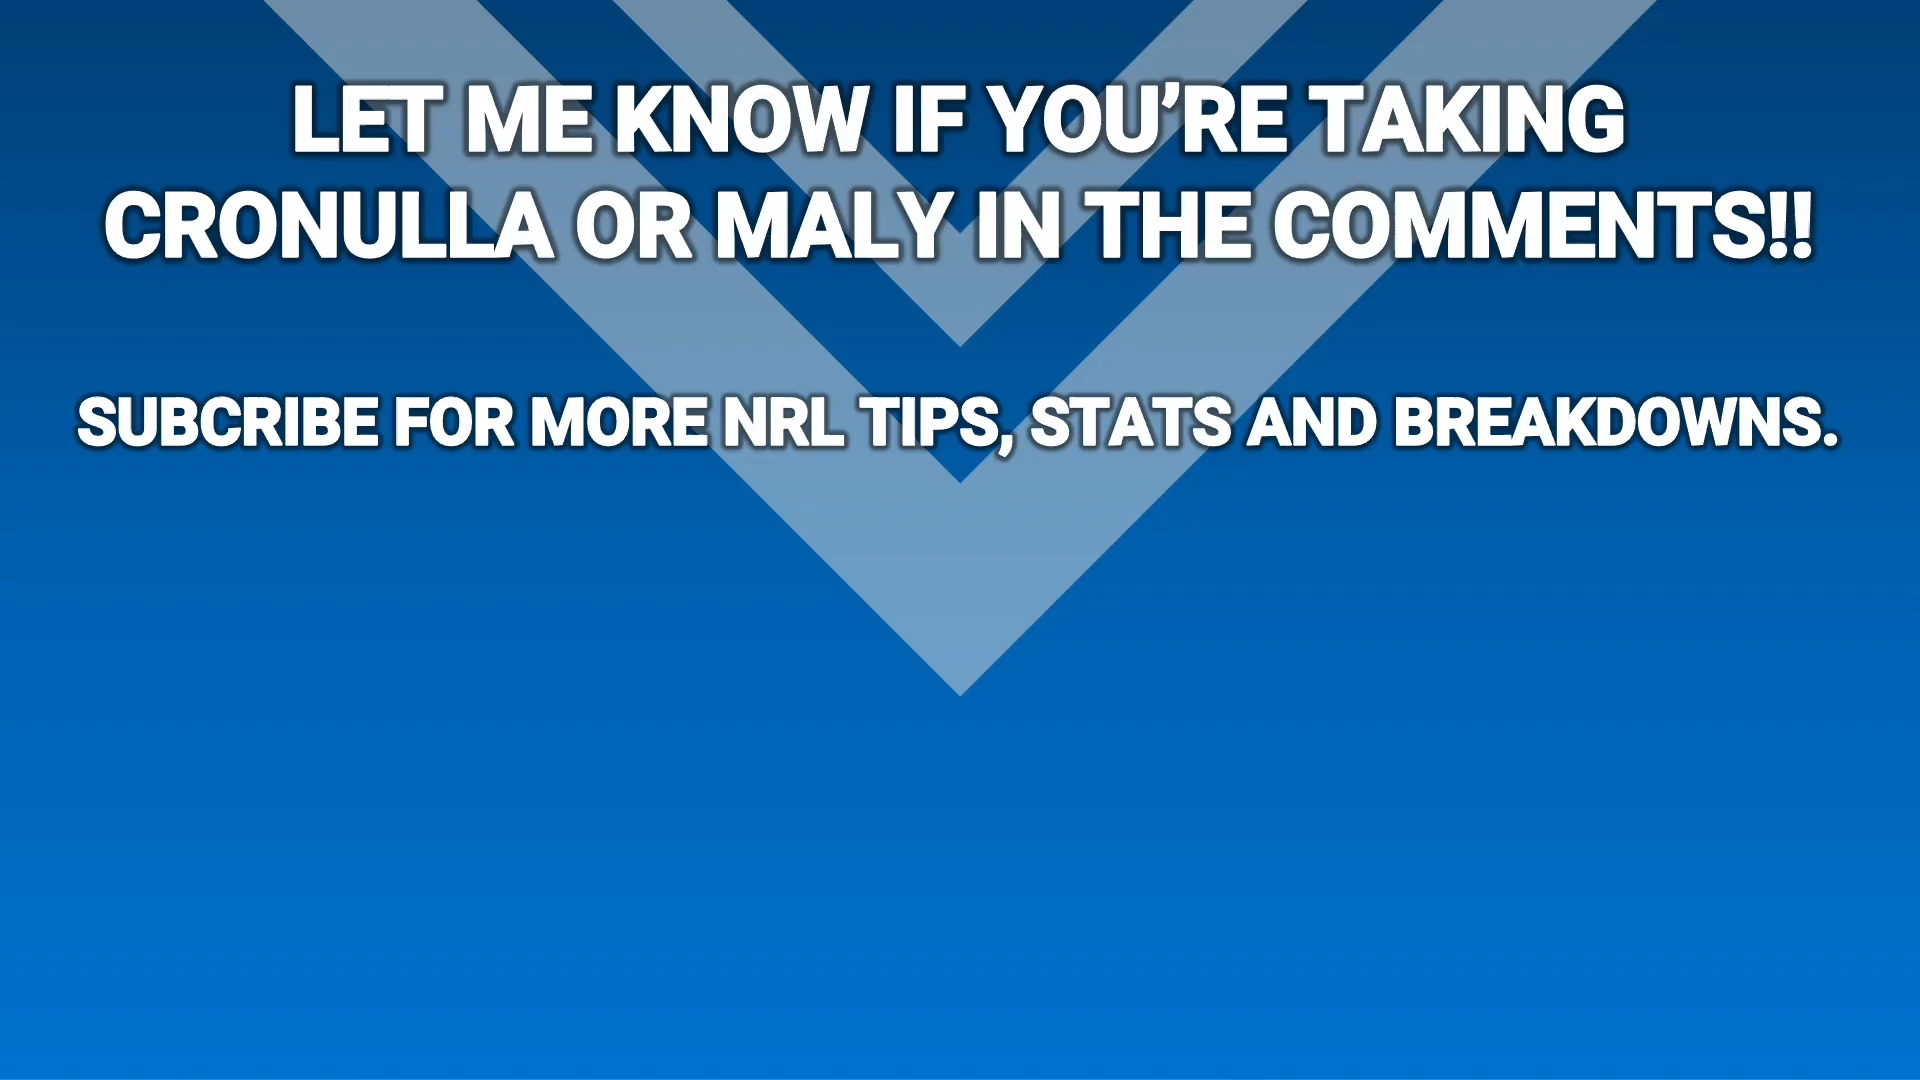 LET ME KNOW IF YOU’RE TAKING
CRONULLA OR MALY IN THE COMMENTS!!
SUBCRIBE FOR MORE NRL TIPS, STATS AND BREAKDOWNS.